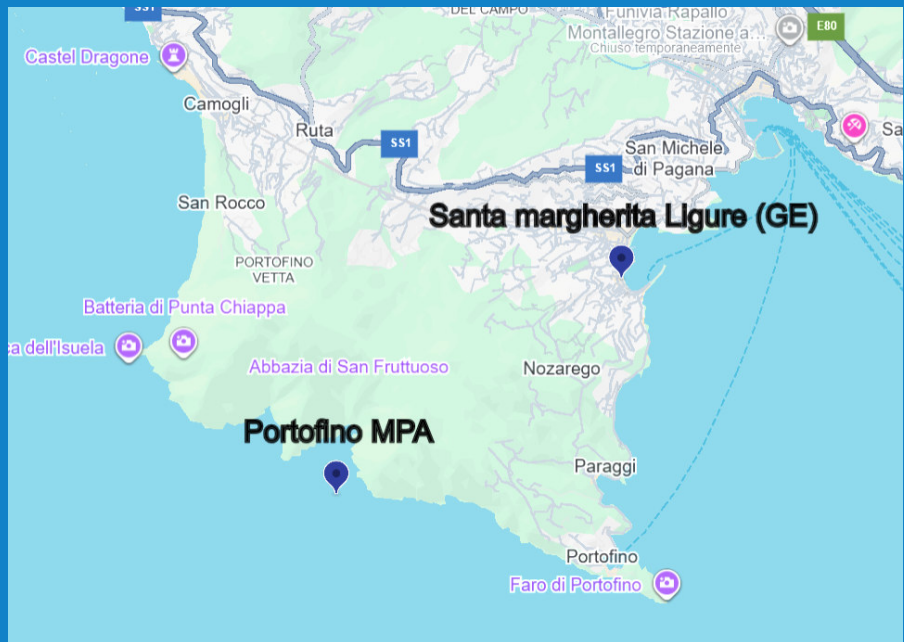 SS1
DEL CAMPO
Funivia Rapallo
Montallegro Stazione a...
Chiuso temporaneamente
E80
Castel Dragone
Camogli
Ruta
SS1
Sa
San Michele
di Pagana
SS1
San Rocco
Santa margherita Ligure (GE)
PORTOFINO
VETTA
Batteria di Punta Chiappa
ca dell'Isuela
Abbazia di San Fruttuoso
Nozarego
Portofino MPA
Paraggi
Portofino
Faro di Portofino